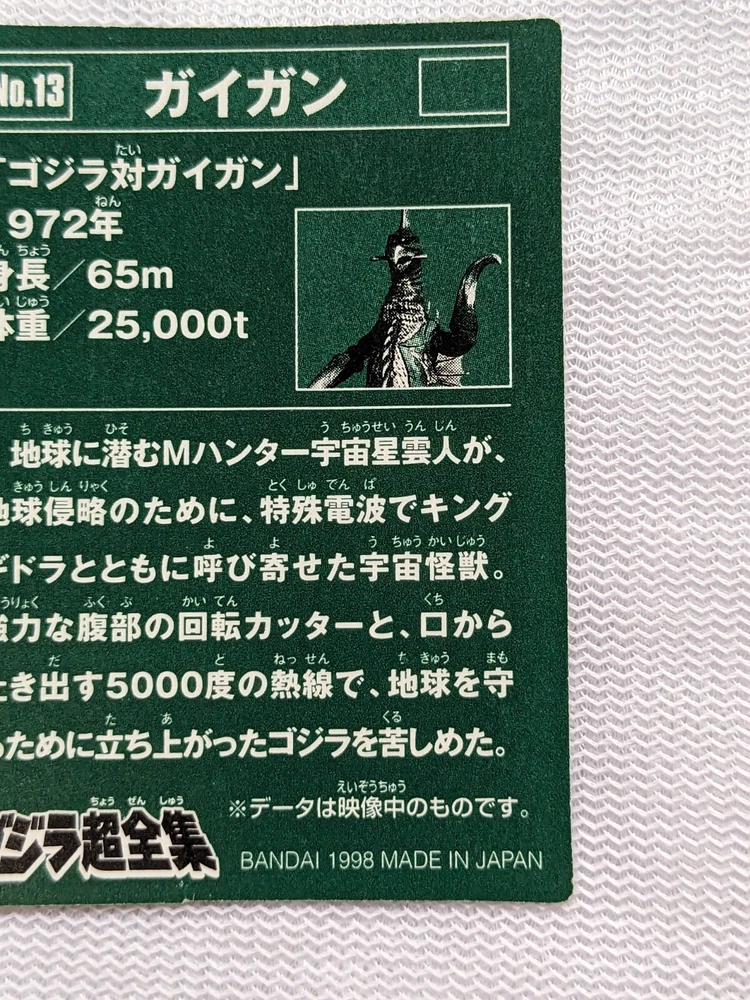 No.13 ガイガン
「ゴジラ対ガイガン」
972年
身長／65m
体重／25,000t
地球に潜むMハンター宇宙星雲人が、
地球侵略のために、特殊電波でキング
ギドラとともに呼び寄せた宇宙怪獣。
強力な腹部の回転カッターと、口から
吐き出す5000度の熱線で、地球を守
るために立ち上がったゴジラを苦しめた。
※データは映像中のものです。
ゴジラ超全集
BANDAI 1998 MADE IN JAPAN